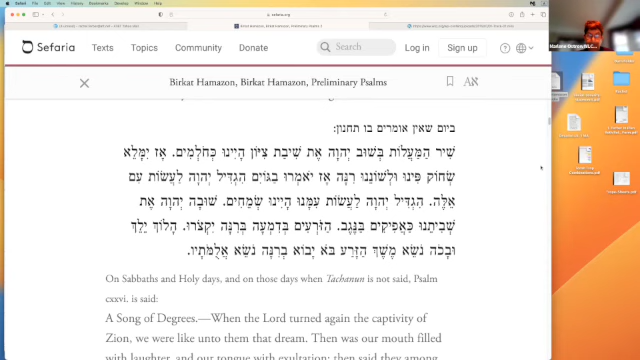 Sefaria
Texts
Topics
Community
Donate
Search
Log in
Sign up
Birkat Hamazon, Birkat Hamazon, Preliminary Psalms
ביום שאין אומרים בו תחנון:
שִׁיר הַמַּעֲלוֹת בְּשׁוּב יְהוָה אֶת שִׁיבַת צִיּוֹן הָיִינוּ כְּחֹלְמִים. אָז יִמָּלֵא
שְׂחוֹק פִּינוּ וּלְשׁוֹנֵנוּ רִנָּה אָז יֹאמְרוּ בַגּוֹיִם הִגְדִּיל יְהוָה לַעֲשׂוֹת עִם
אֵלֶּה. הִגְדִּיל יְהוָה לַעֲשׂוֹת עִמָּנוּ הָיִינוּ שְׂמֵחִים. שׁוּבָה יְהוָה אֶת
שְׁבִיתֵנוּ כַּאֲפִיקִים בַּנֶּגֶב. הַזֹּרְעִים בְּדִמְעָה בְּרִנָּה יִקְצֹרוּ. הָלוֹךְ יֵלֵךְ
וּבָכֹה נֹשֵׂא מֶשֶׁךְ הַזָּרַע בֹּא יָבוֹא בְרִנָּה נֹשֵׂא אֲלֻמֹּתָיו.
On Sabbaths and Holy days, and on those days when Tachanun is not said, Psalm
cxxvi. is said:
A Song of Degrees.—When the Lord turned again the captivity of
Zion, we were like unto them that dream. Then was our mouth filled
with laughter, and our tongue with exultation: then said they among